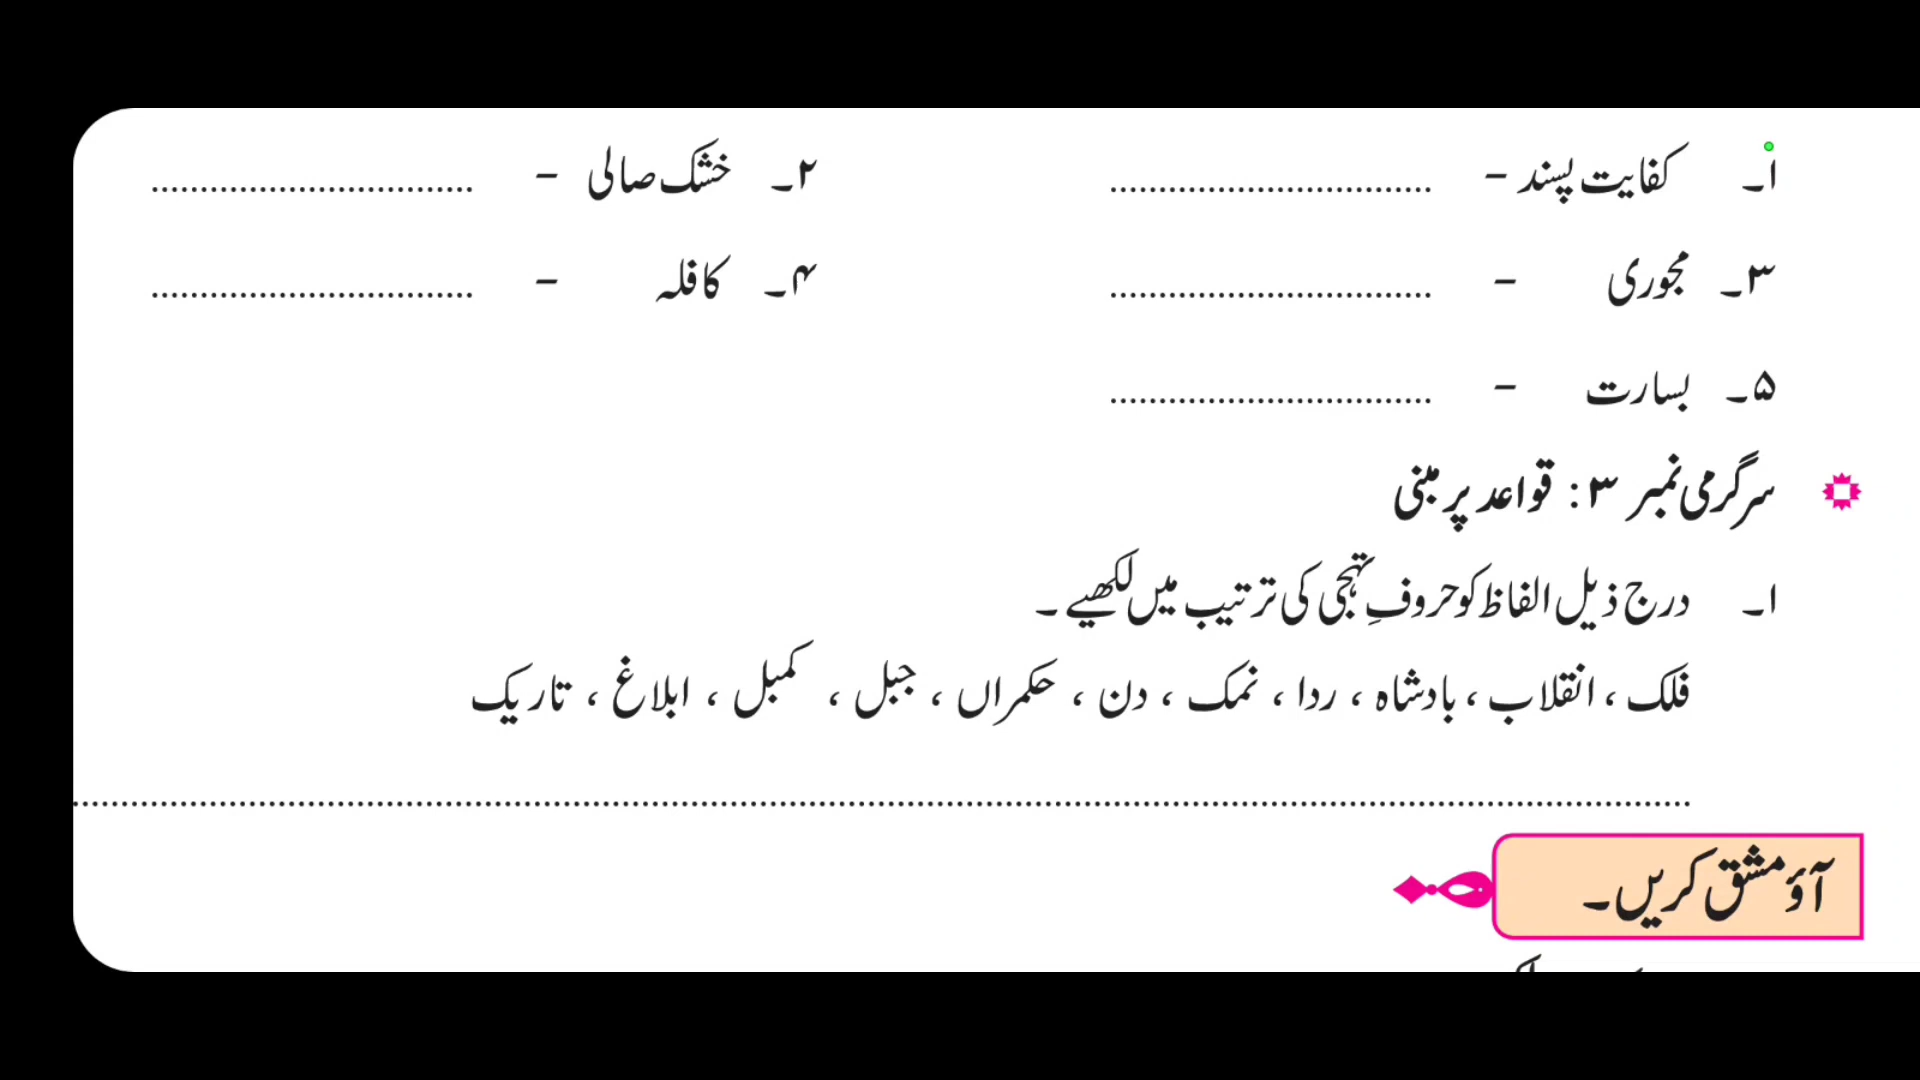 ۱۔ کفایت پسند – ................................ ۲۔ خشک صالی – ................................
۳۔ مجوری – ................................ ۴۔ کافلہ – ................................
۵۔ بسارت – ................................
سرگرمی نمبر ۳: قواعد پر مبنی
۱۔ درج ذیل الفاظ کو حروفِ تہجی کی ترتیب میں لکھیے۔
فلک ، انقلاب ، بادشاہ ، ردا ، نمک ، دن ، حکمراں ، جبل ، کمبل ، ابلاغ ، تاریک
................................................................
آؤ مشق کریں۔